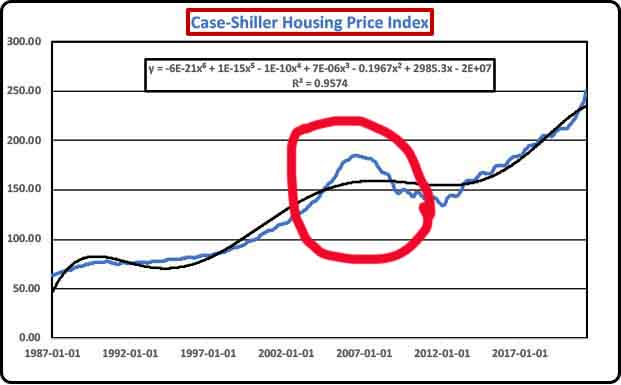 Case-Shiller Housing Price Index
300.00
y = -6E-21x⁶ + 1E-15x⁵ - 1E-10x⁴ + 7E-06x³ - 0.1967x² + 2985.3x - 2E+07
R² = 0.9574
250.00
200.00
150.00
100.00
50.00
0.00
1987-01-01 1992-01-01 1997-01-01 2002-01-01 2007-01-01 2012-01-01 2017-01-01